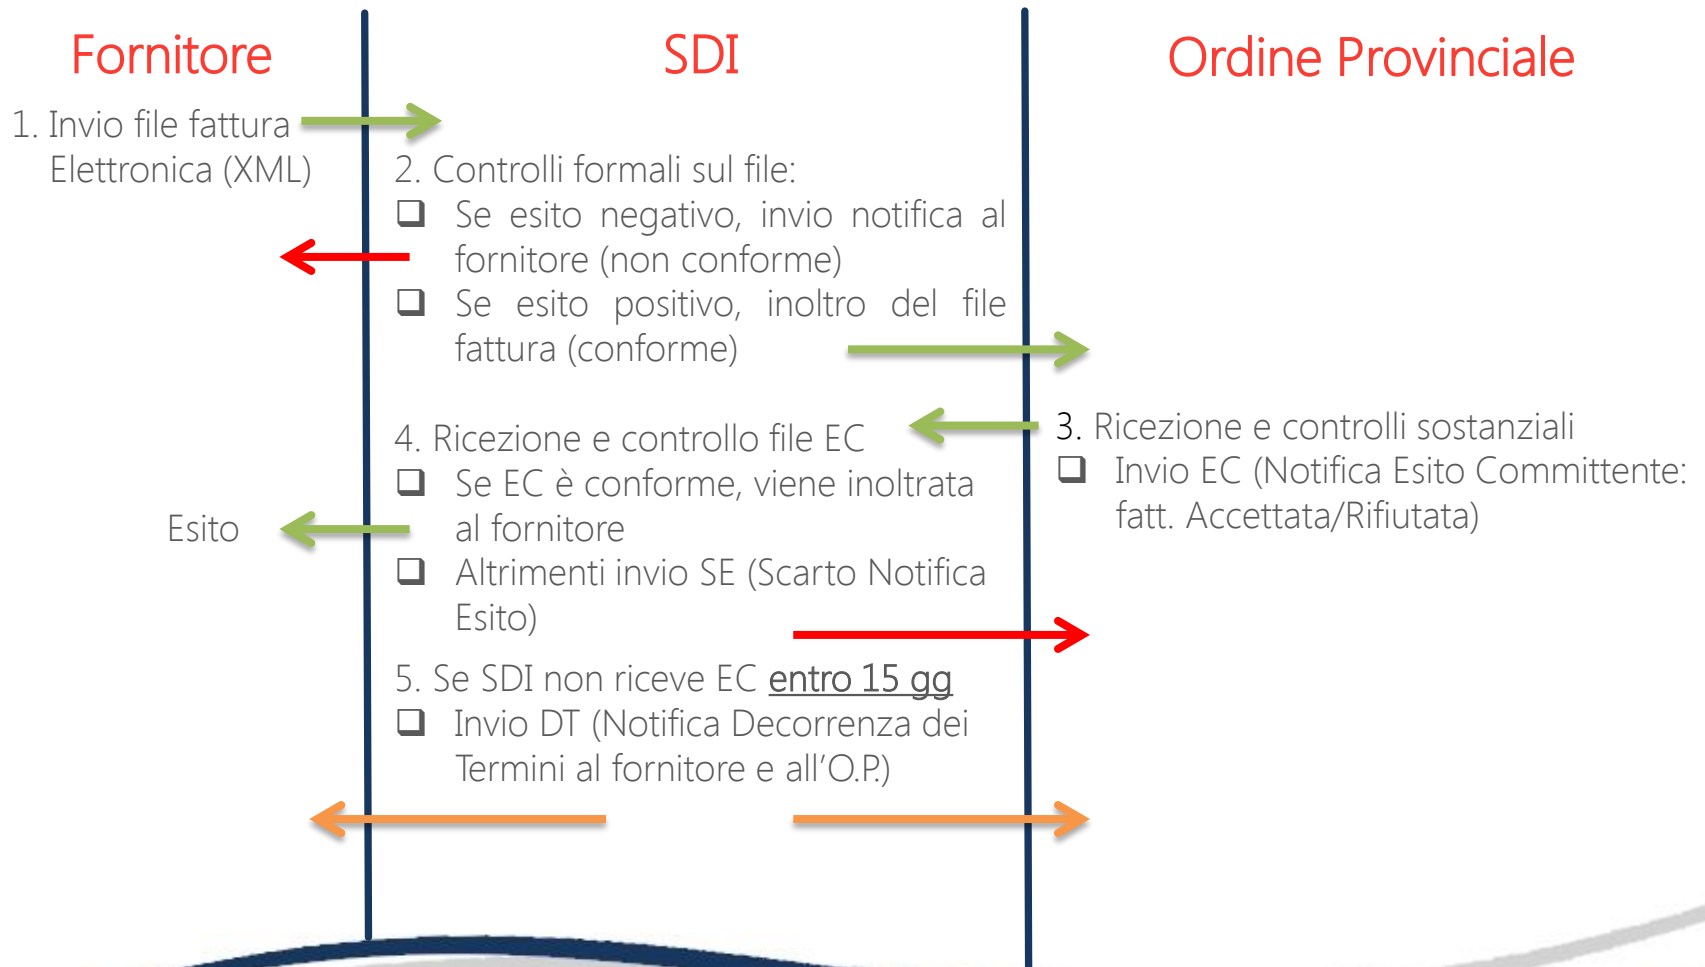 Fornitore
SDI
Ordine Provinciale
1. Invio file fattura
Elettronica (XML)
2. Controlli formali sul file:
Se esito negativo, invio notifica al
fornitore (non conforme)
Se esito positivo, inoltro del file
fattura (conforme)
3. Ricezione e controlli sostanziali
Invio EC (Notifica Esito Committente:
fatt. Accettata/Rifiutata)
4. Ricezione e controllo file EC
Se EC è conforme, viene inoltrata
al fornitore
Esito
Altrimenti invio SE (Scarto Notifica
Esito)
5. Se SDI non riceve EC entro 15 gg
Invio DT (Notifica Decorrenza dei
Termini al fornitore e all’O.P.)